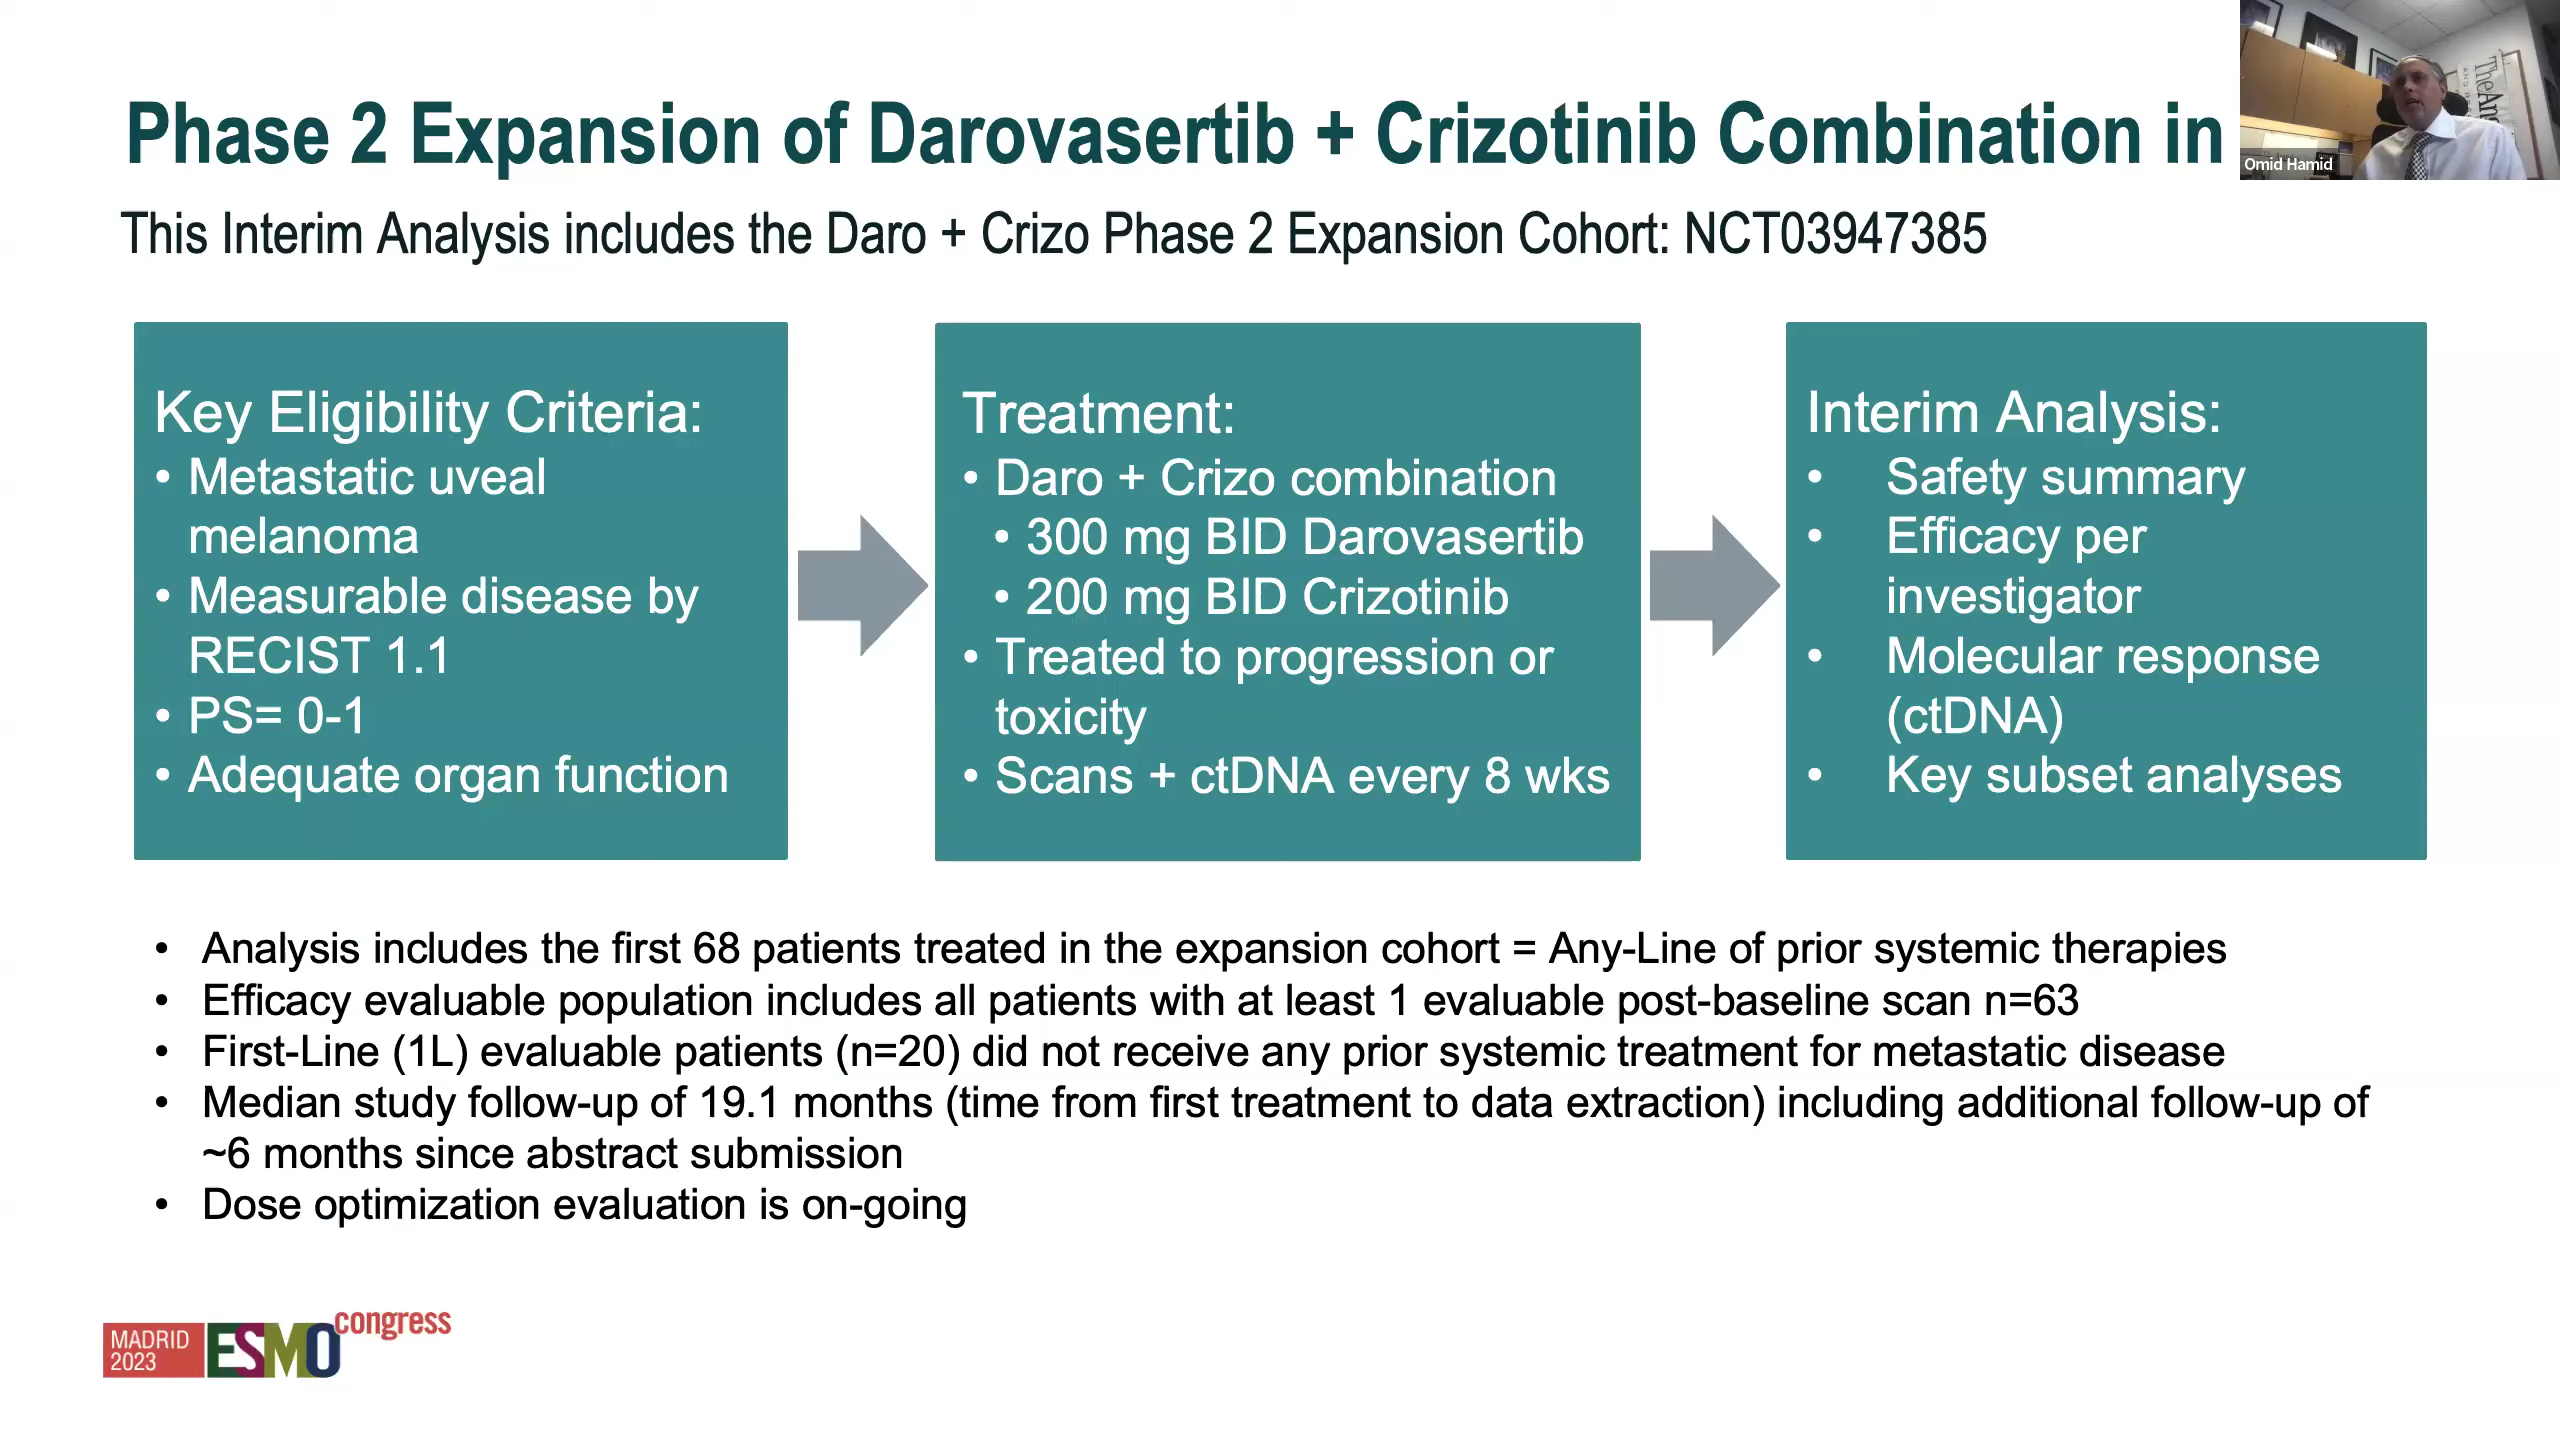 Phase 2 Expansion of Darovasertib + Crizotinib Combination in
Omid Hamid
This Interim Analysis includes the Daro + Crizo Phase 2 Expansion Cohort: NCT03947385
Key Eligibility Criteria:
• Metastatic uveal
melanoma
• Measurable disease by
RECIST 1.1
• PS= 0-1
• Adequate organ function
Treatment:
• Daro + Crizo combination
• 300 mg BID Darovasertib
• 200 mg BID Crizotinib
• Treated to progression or
toxicity
• Scans + ctDNA every 8 wks
Interim Analysis:
• Safety summary
• Efficacy per
investigator
• Molecular response
(ctDNA)
• Key subset analyses
• Analysis includes the first 68 patients treated in the expansion cohort = Any-Line of prior systemic therapies
• Efficacy evaluable population includes all patients with at least 1 evaluable post-baseline scan n=63
• First-Line (1L) evaluable patients (n=20) did not receive any prior systemic treatment for metastatic disease
• Median study follow-up of 19.1 months (time from first treatment to data extraction) including additional follow-up of
~6 months since abstract submission
• Dose optimization evaluation is on-going
MADRID
2023
ESMO
congress